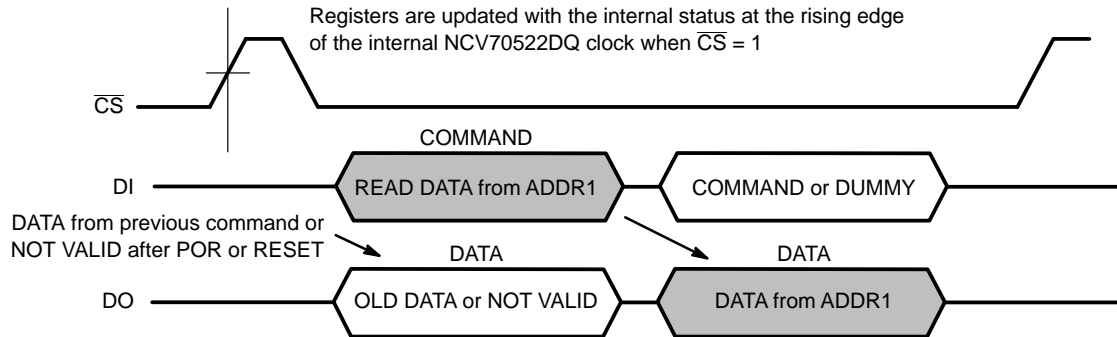 Registers are updated with the internal status at the rising edge
of the internal NCV70522DQ clock when C̅S̅ = 1
C̅S̅
COMMAND
DI
READ DATA from ADDR1
COMMAND or DUMMY
DATA from previous command or
NOT VALID after POR or RESET
DATA
DATA
DO
OLD DATA or NOT VALID
DATA from ADDR1